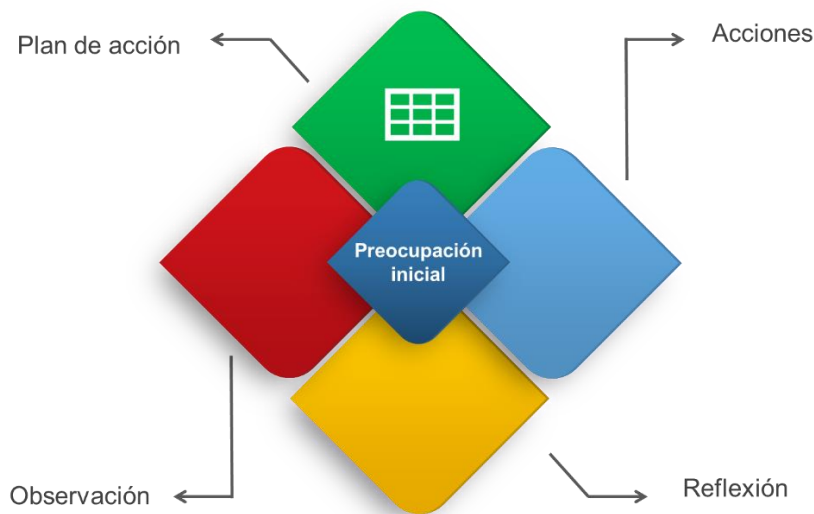 Plan de acción
Acciones
Preocupación
inicial
Observación
Reflexión